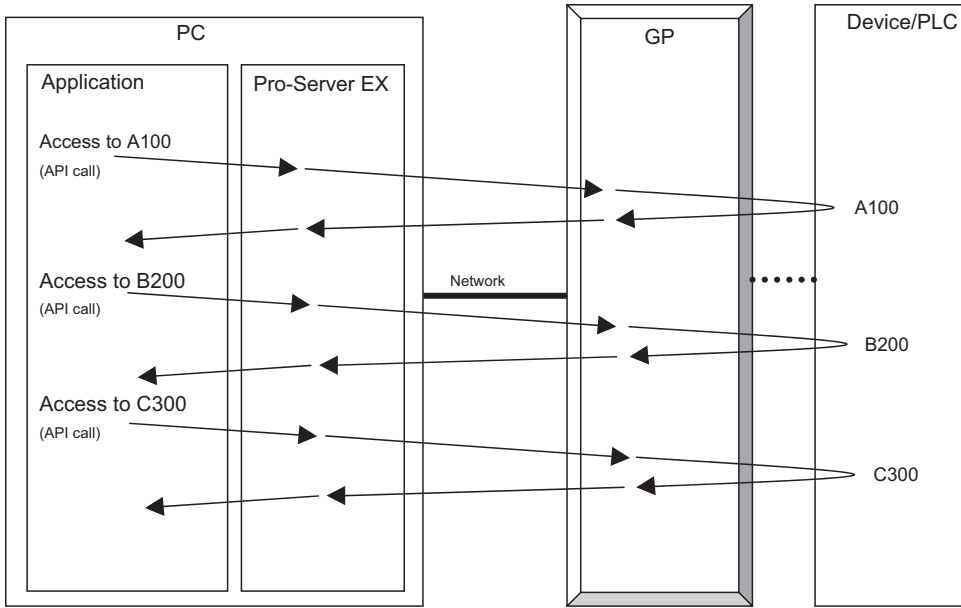 PC
GP
Device/PLC
Application
Pro-Server EX
Access to A100
(API call)
A100
Access to B200
(API call)
Network
B200
Access to C300
(API call)
C300